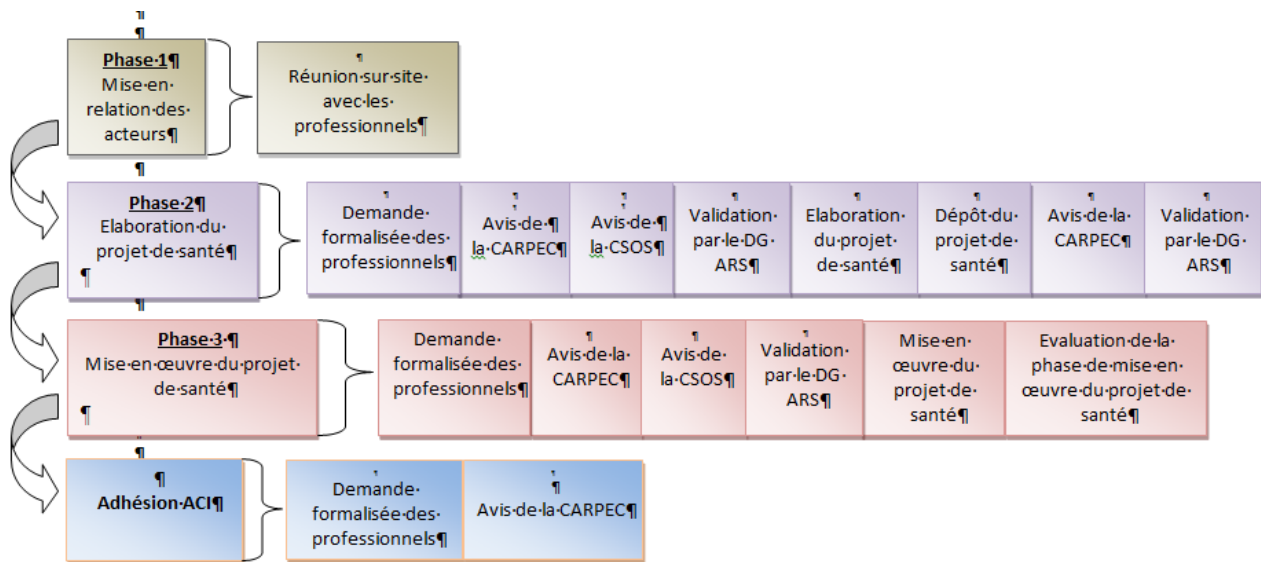 ¶
¶
Phase·1¶
Mise·en·
relation·des·
acteurs¶
¶
Réunion·sur·site·
avec·les·
professionnels¶
¶
Phase·2¶
Elaboration·du·
projet·de·santé¶
¶
Demande·
formalisée·des·
professionnels¶
¶
¶
Avis·de·¶
la·CARPEC¶
¶
¶
Avis·de·¶
la·CSOS¶
¶
Validation·
par·le·DG·
ARS¶
Elaboration·
du·projet·
de·santé¶
Dépôt·du·
projet·de·
santé¶
¶
Avis·de·la·
CARPEC¶
¶
Validation·
par·le·DG·
ARS¶
¶
Phase·3·¶
Mise·en·œuvre·du·projet·
de·santé¶
¶
Demande·
formalisée·des·
professionnels¶
¶
Avis·de·la·
CARPEC¶
¶
Avis·de·
la·CSOS¶
¶
Validation·
par·le·DG·
ARS¶
Mise·en·
œuvre·du·
projet·de·
santé¶
Evaluation·de·la·
phase·de·mise·en·
œuvre·du·projet·de·
santé¶
¶
¶
Adhésion·ACI¶
¶
Demande·
formalisée·des·
professionnels¶
¶
¶
Avis·de·la·CARPEC¶